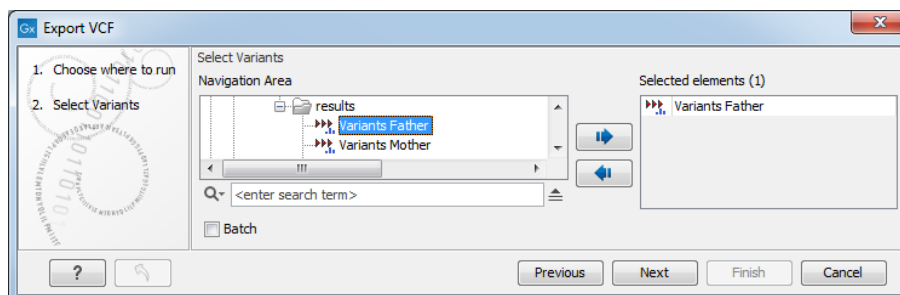 Gx Export VCF
X
1. Choose where to run
2. Select Variants
Select Variants
Navigation Area
results
Variants Father
Variants Mother
<enter search term>
Batch
Selected elements (1)
Variants Father
?
Previous
Next
Finish
Cancel